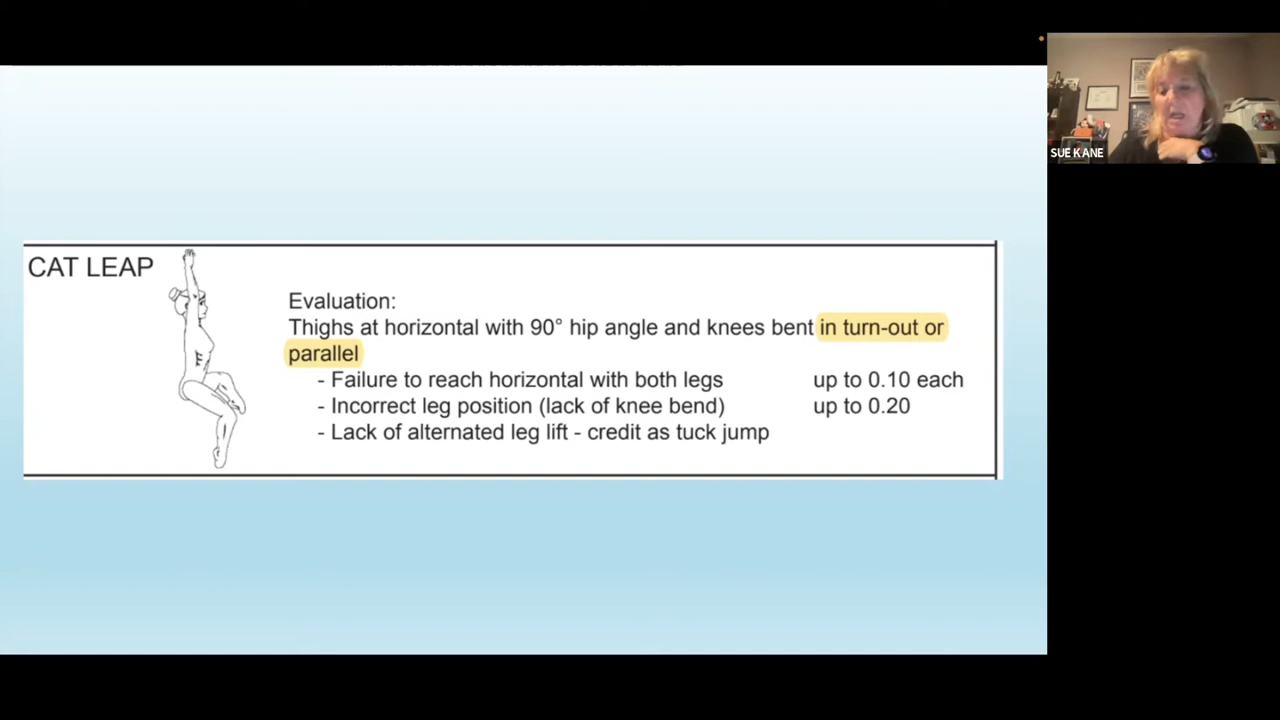 SUE KANE
CAT LEAP
Evaluation:
Thighs at horizontal with 90° hip angle and knees bent in turn-out or
parallel
- Failure to reach horizontal with both legs up to 0.10 each
- Incorrect leg position (lack of knee bend) up to 0.20
- Lack of alternated leg lift - credit as tuck jump